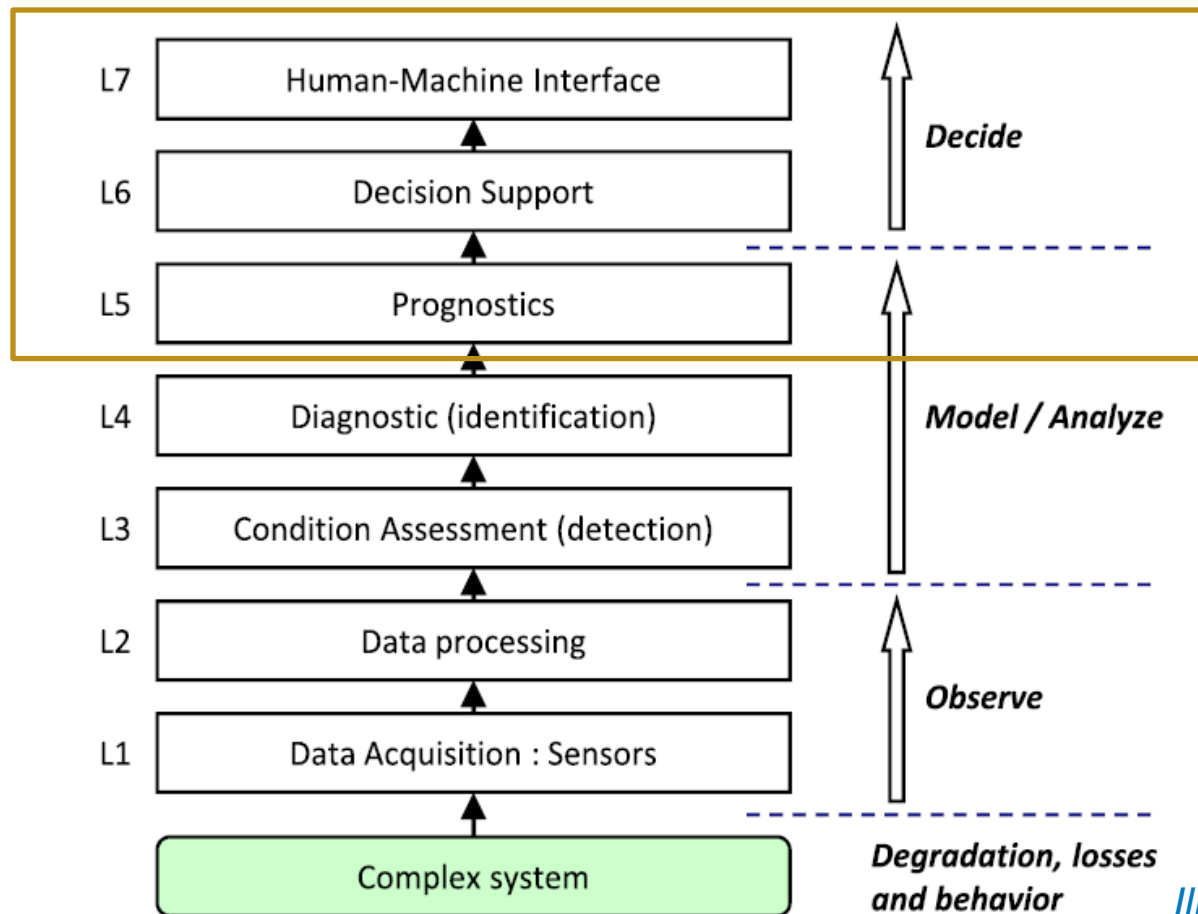 L7 Human-Machine Interface
Decide
L6 Decision Support
L5 Prognostics
L4 Diagnostic (identification)
Model / Analyze
L3 Condition Assessment (detection)
L2 Data processing
Observe
L1 Data Acquisition : Sensors
Complex system
Degradation, losses
and behavior